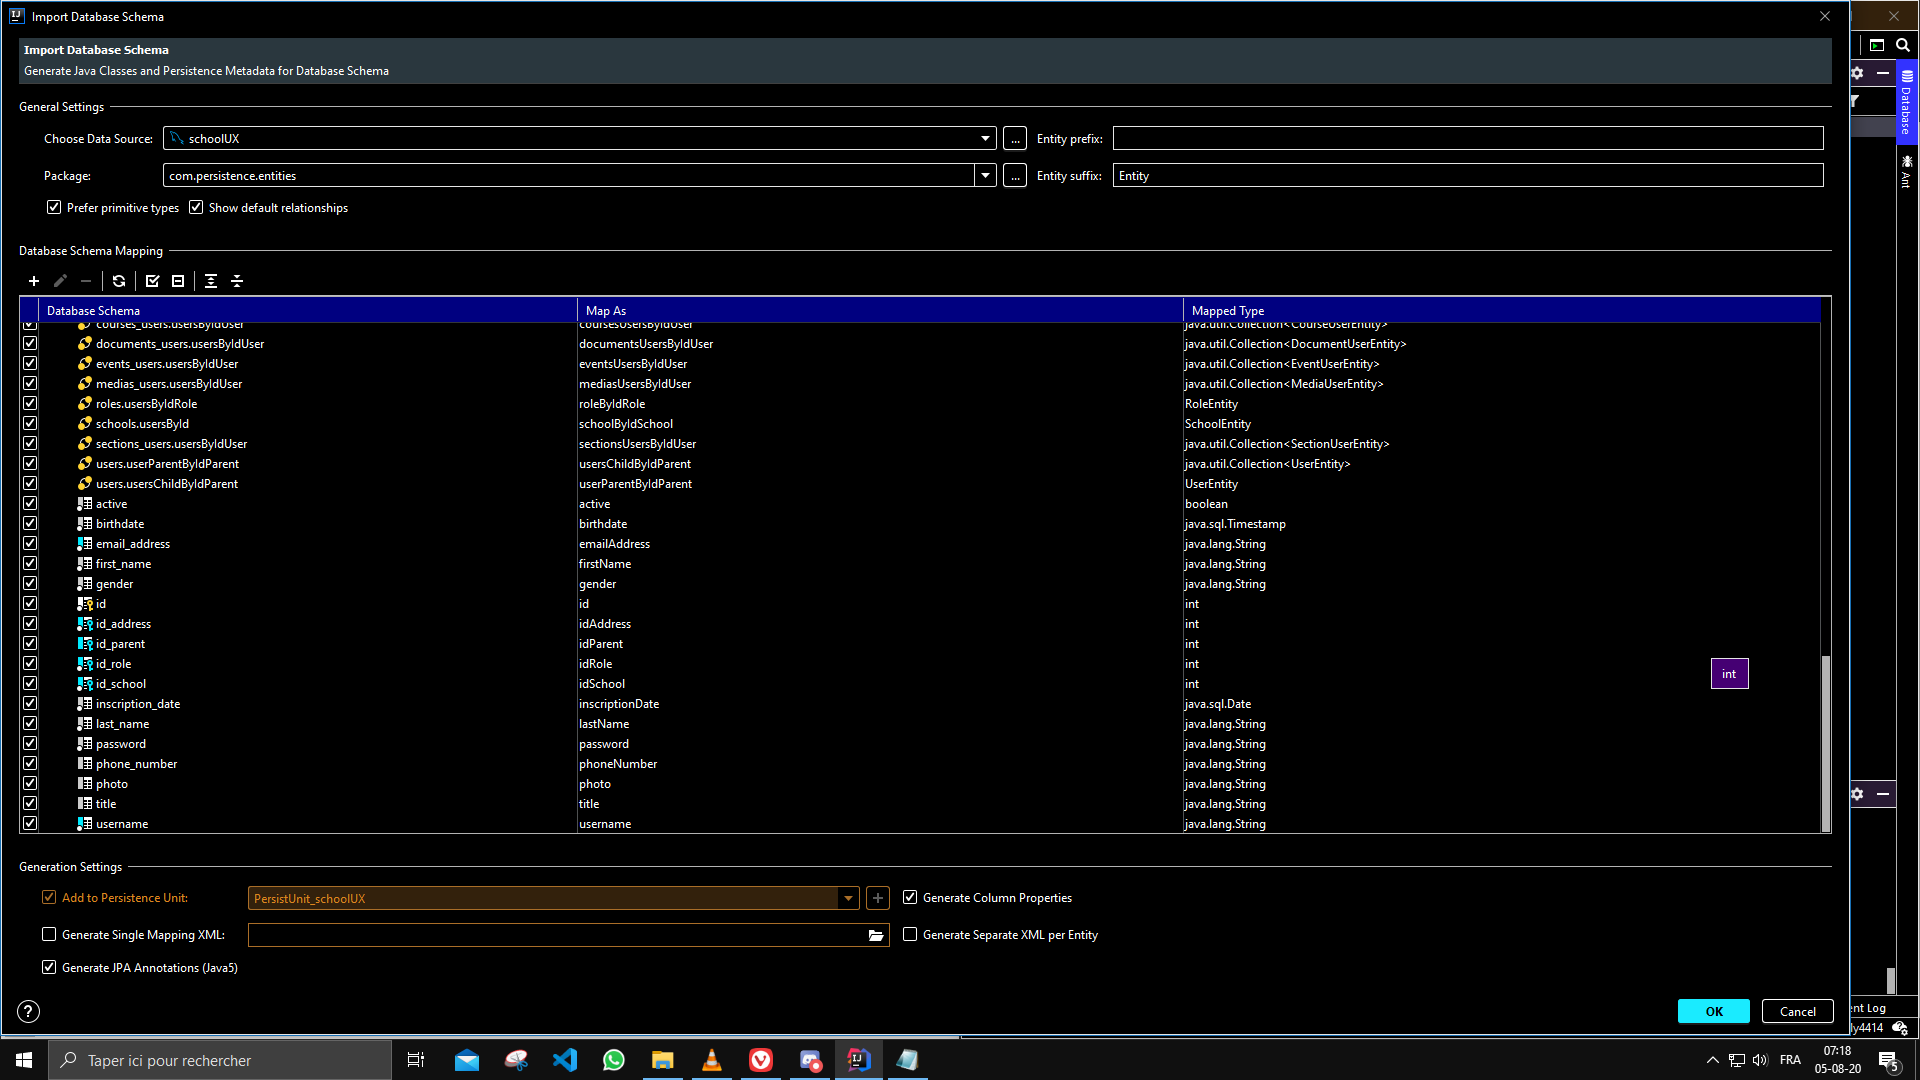 Import Database Schema
Import Database Schema
Generate Java Classes and Persistence Metadata for Database Schema
General Settings
Choose Data Source: schoolUX ... Entity prefix:
Package: com.persistence.entities ... Entity suffix: Entity
Prefer primitive types Show default relationships
Database Schema Mapping
Database Schema Map As Mapped Type
courses_users.usersByIdUser coursesUsersByIdUser java.util.Collection<CourseUserEntity>
documents_users.usersByIdUser documentsUsersByIdUser java.util.Collection<DocumentUserEntity>
events_users.usersByIdUser eventsUsersByIdUser java.util.Collection<EventUserEntity>
medias_users.usersByIdUser mediasUsersByIdUser java.util.Collection<MediaUserEntity>
roles.usersByIdRole roleByIdRole RoleEntity
schools.usersById schoolByIdSchool SchoolEntity
sections_users.usersByIdUser sectionsUsersByIdUser java.util.Collection<SectionUserEntity>
users.userParentByIdParent usersChildByIdParent java.util.Collection<UserEntity>
users.usersChildByIdParent userParentByIdParent UserEntity
active active boolean
birthdate birthdate java.sql.Timestamp
email_address emailAddress java.lang.String
first_name firstName java.lang.String
gender gender java.lang.String
id id int
id_address idAddress int
id_parent idParent int
id_role idRole int
int
id_school idSchool int
inscription_date inscriptionDate java.sql.Date
last_name lastName java.lang.String
password password java.lang.String
phone_number phoneNumber java.lang.String
photo photo java.lang.String
title title java.lang.String
username username java.lang.String
Generation Settings
Add to Persistence Unit: PersistUnit_schoolUX Generate Column Properties
Generate Single Mapping XML: Generate Separate XML per Entity
Generate JPA Annotations (Java5)
? OK Cancel
Database
Ant
ent Log
ly4414
Taper ici pour rechercher
FRA
07:18
05-08-20
5